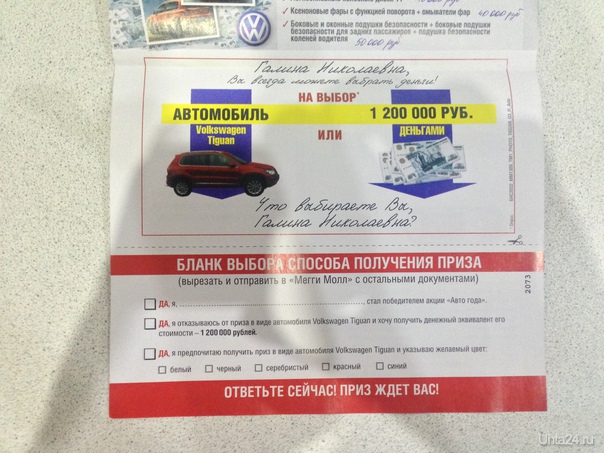 10 000 руб
✓ Ксеноновые фары с функцией поворота + омыватели фар 40 000 руб
✓ Боковые и оконные подушки безопасности + боковые подушки
безопасности для задних пассажиров + подушка безопасности
коленей водителя 50 000 руб
Галина Николаевна,
Вы всегда можете выбрать деньги!
НА ВЫБОР*
АВТОМОБИЛЬ 1 200 000 РУБ.
Volkswagen
Tiguan
ИЛИ
ДЕНЬГАМИ
Что выбираете Вы,
Галина Николаевна?
БЛАНК ВЫБОРА СПОСОБА ПОЛУЧЕНИЯ ПРИЗА
(вырезать и отправить в «Мегги Молл» с остальными документами)
2073
ДА, я, стал победителем акции «Авто года».
ДА, я отказываюсь от приза в виде автомобиля Volkswagen Tiguan и хочу получить денежный эквивалент его
стоимости – 1 200 000 рублей.
ДА, я предпочитаю получить приз в виде автомобиля Volkswagen Tiguan и указываю желаемый цвет:
белый черный серебристый красный синий
ОТВЕТЬТЕ СЕЙЧАС! ПРИЗ ЖДЕТ ВАС!
Uhta24.ru